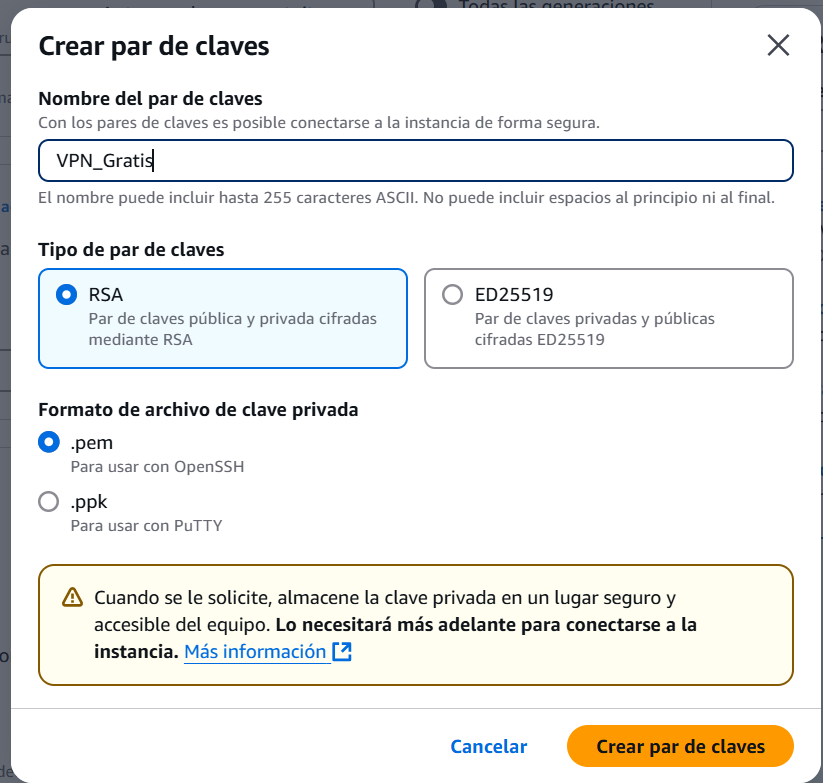 Todas las generaciones
Crear par de claves
Nombre del par de claves
Con los pares de claves es posible conectarse a la instancia de forma segura.
VPN_Gratis
El nombre puede incluir hasta 255 caracteres ASCII. No puede incluir espacios al principio ni al final.
Tipo de par de claves
RSA
Par de claves pública y privada cifradas
mediante RSA
ED25519
Par de claves privadas y públicas
cifradas ED25519
Formato de archivo de clave privada
.pem
Para usar con OpenSSH
.ppk
Para usar con PuTTY
Cuando se le solicite, almacene la clave privada en un lugar seguro y
accesible del equipo. Lo necesitará más adelante para conectarse a la
instancia. Más información
Cancelar
Crear par de claves